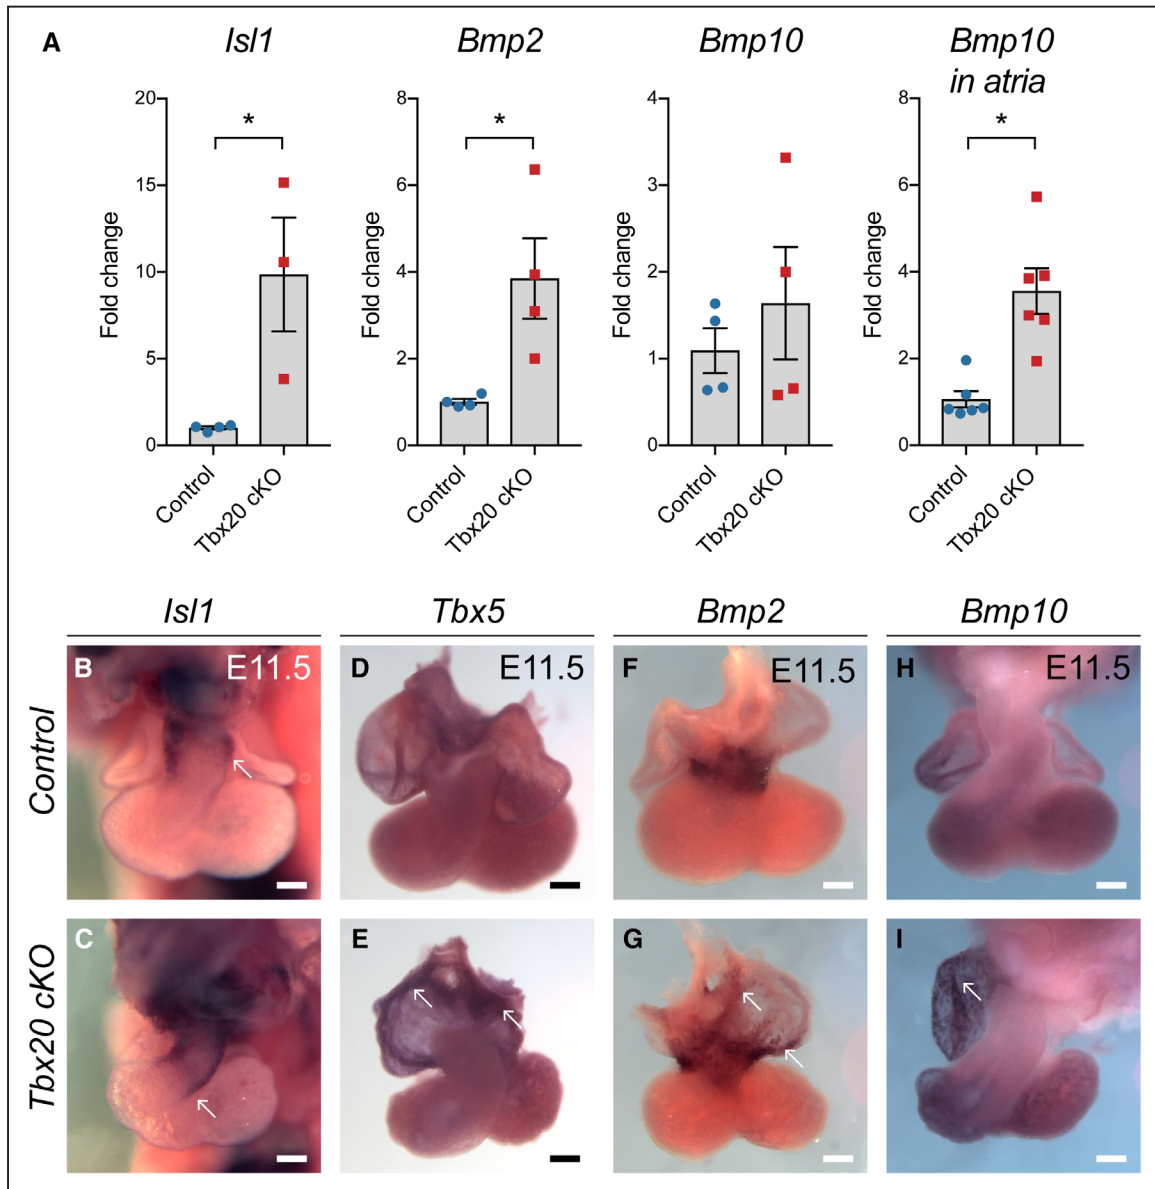 A
Isl1
Bmp2
Bmp10
Bmp10
in atria
20
15
10
5
0
Fold change
*
Control
Tbx20 cKO
8
6
4
2
0
Fold change
*
Control
Tbx20 cKO
4
3
2
1
0
Fold change
Control
Tbx20 cKO
8
6
4
2
0
Fold change
*
Control
Tbx20 cKO
Isl1
Tbx5
Bmp2
Bmp10
Control
B
E11.5
D
E11.5
F
E11.5
H
E11.5
Tbx20 cKO
C
E
G
I